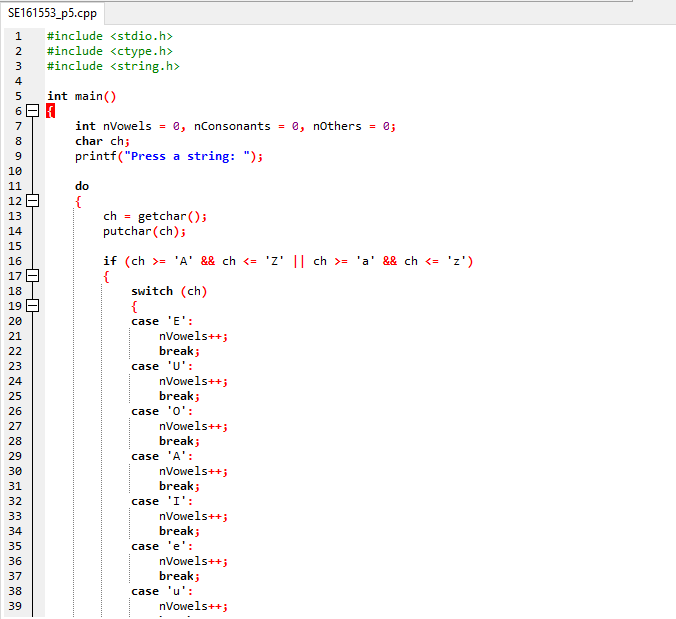 SE161553_p5.cpp
1 #include <stdio.h>
2 #include <ctype.h>
3 #include <string.h>
4
5 int main()
6 {
7 int nVowels = 0, nConsonants = 0, nOthers = 0;
8 char ch;
9 printf("Press a string: ");
10
11 do
12 {
13 ch = getchar();
14 putchar(ch);
15
16 if (ch >= 'A' && ch <= 'Z' || ch >= 'a' && ch <= 'z')
17 {
18 switch (ch)
19 {
20 case 'E':
21 nVowels++;
22 break;
23 case 'U':
24 nVowels++;
25 break;
26 case 'O':
27 nVowels++;
28 break;
29 case 'A':
30 nVowels++;
31 break;
32 case 'I':
33 nVowels++;
34 break;
35 case 'e':
36 nVowels++;
37 break;
38 case 'u':
39 nVowels++;